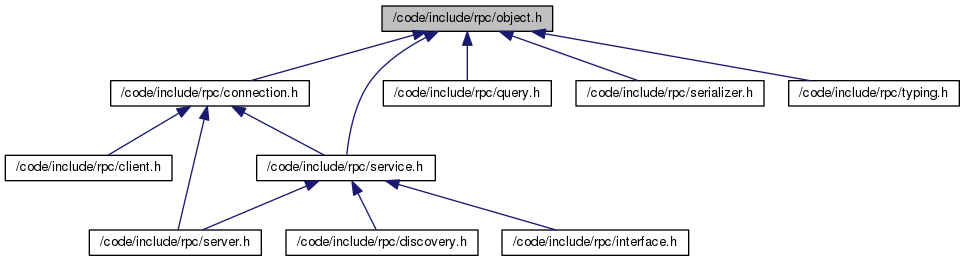 /code/include/rpc/object.h
/code/include/rpc/connection.h
/code/include/rpc/query.h
/code/include/rpc/serializer.h
/code/include/rpc/typing.h
/code/include/rpc/client.h
/code/include/rpc/service.h
/code/include/rpc/server.h
/code/include/rpc/discovery.h
/code/include/rpc/interface.h